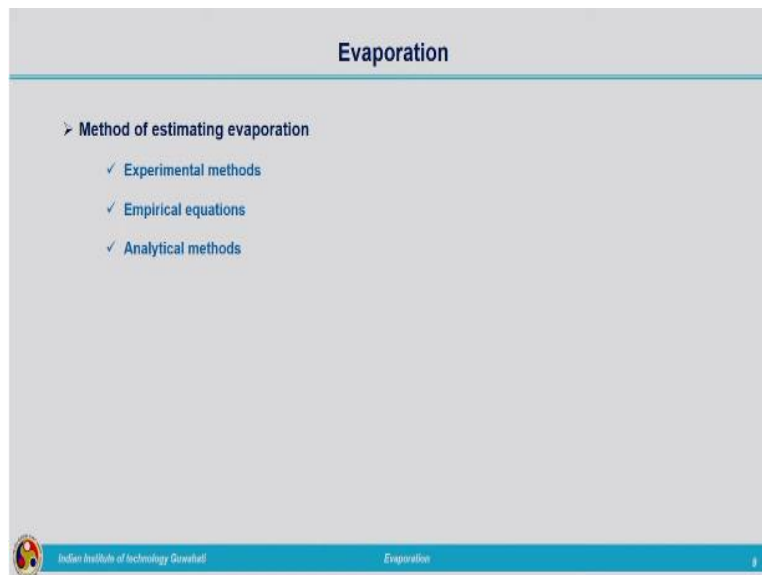 Evaporation
➢ Method of estimating evaporation
✓ Experimental methods
✓ Empirical equations
✓ Analytical methods
Indian Institute of technology Guwahati Evaporation